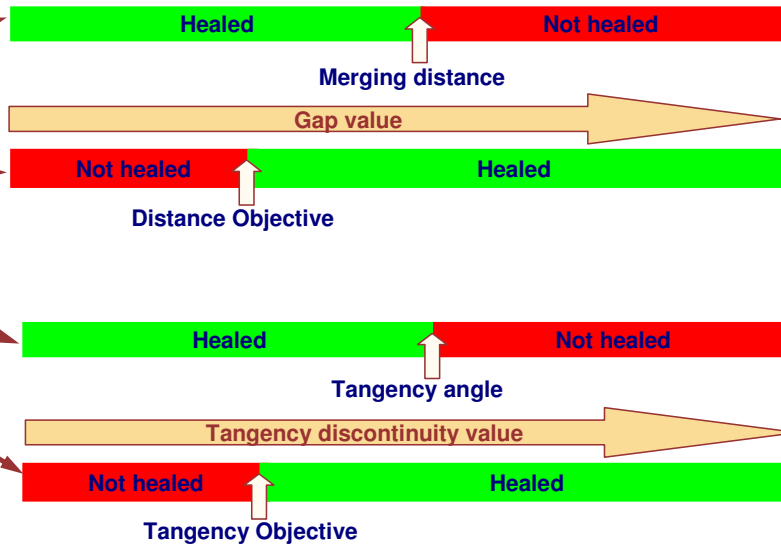 Healed Not healed
Merging distance
Gap value
Not healed Healed
Distance Objective
Healed Not healed
Tangency angle
Tangency discontinuity value
Not healed Healed
Tangency Objective